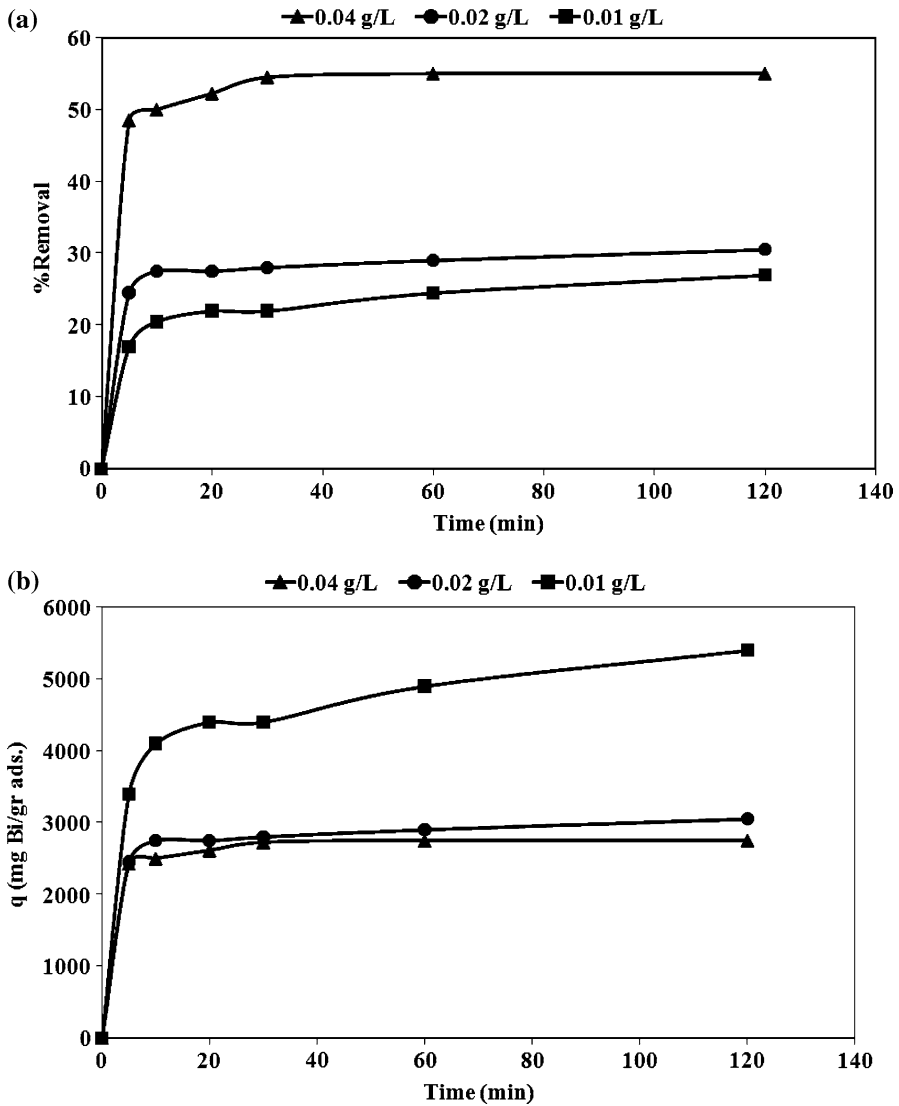 (a)
0.04 g/L 0.02 g/L 0.01 g/L
60
50
40
30
20
10
0
%Removal
0 20 40 60 80 100 120 140
Time (min)
(b)
0.04 g/L 0.02 g/L 0.01 g/L
6000
5000
4000
3000
2000
1000
0
q (mg Bi/gr ads.)
0 20 40 60 80 100 120 140
Time (min)